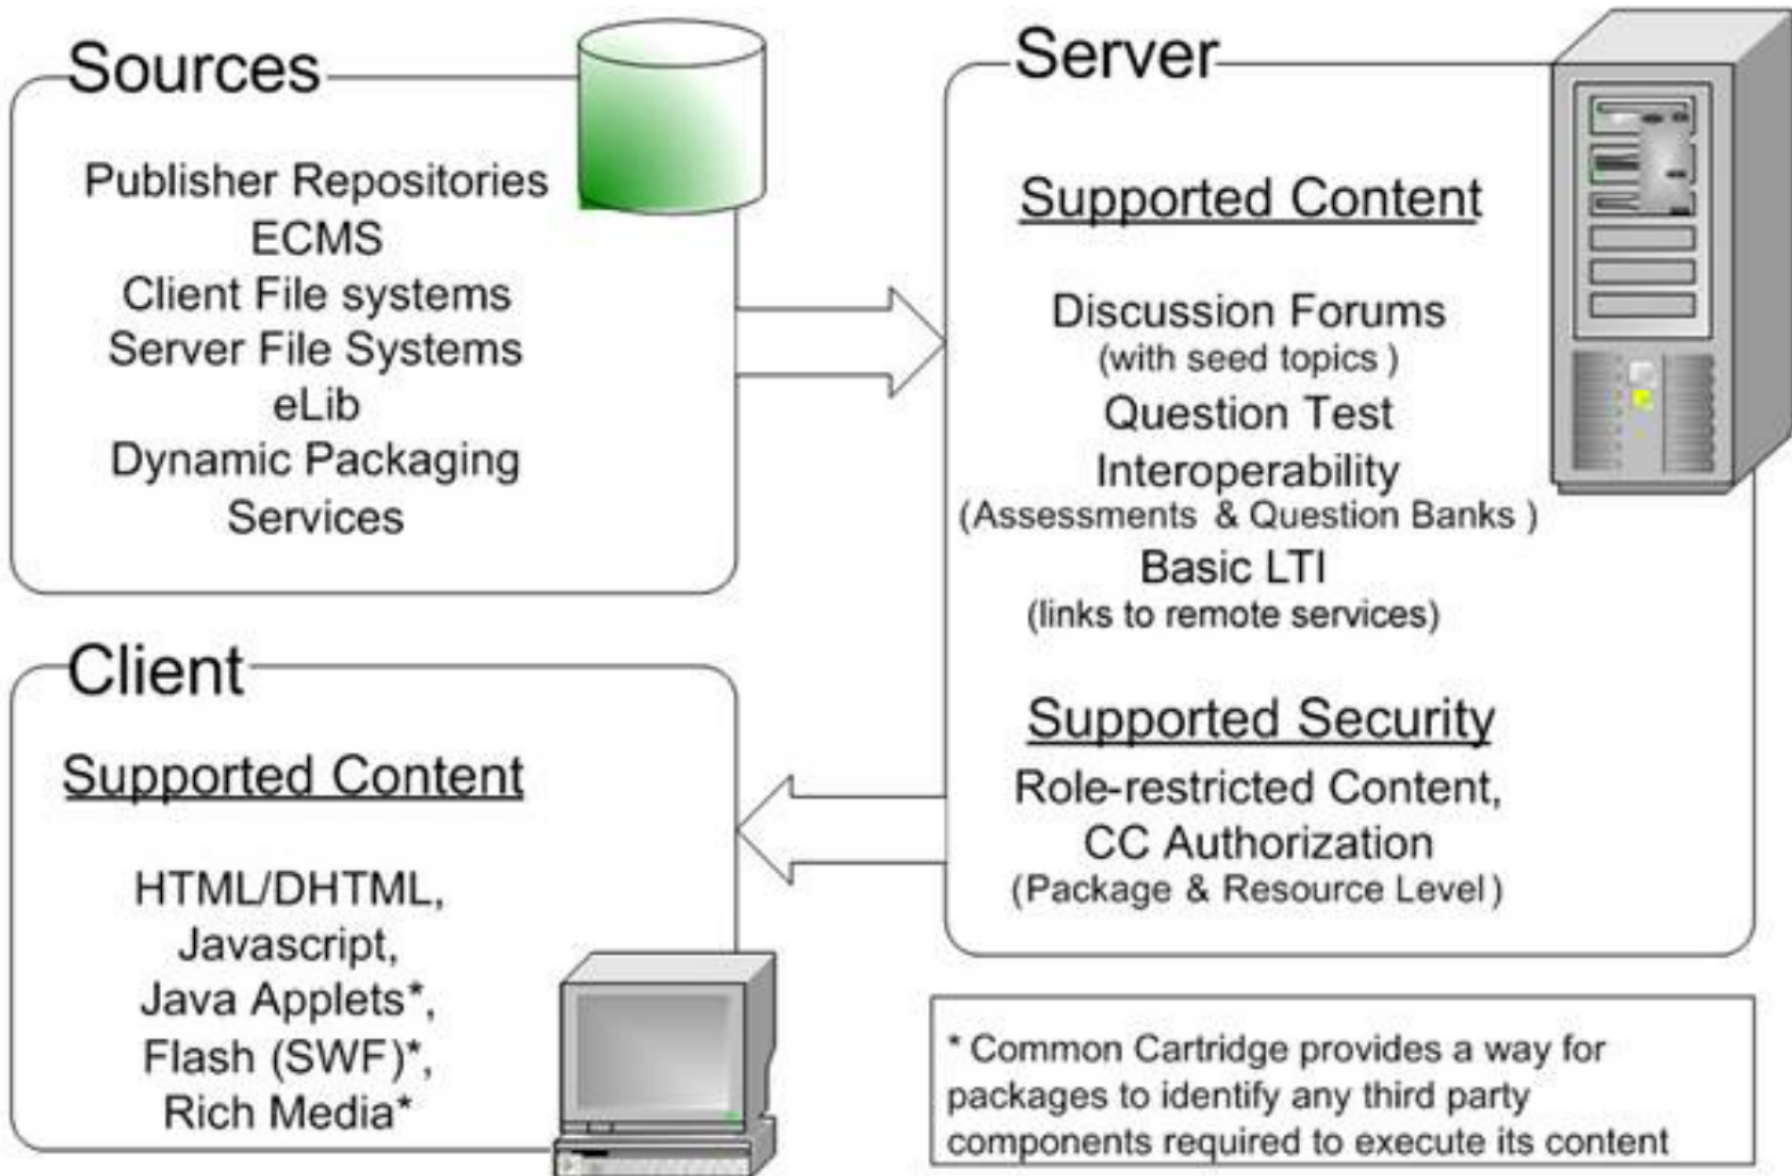 Sources
Publisher Repositories
ECMS
Client File systems
Server File Systems
eLib
Dynamic Packaging
Services
Server
Supported Content
Discussion Forums
(with seed topics )
Question Test
Interoperability
(Assessments & Question Banks )
Basic LTI
(links to remote services)
Supported Security
Role-restricted Content,
CC Authorization
(Package & Resource Level )
Client
Supported Content
HTML/DHTML,
Javascript,
Java Applets*,
Flash (SWF)*,
Rich Media*
* Common Cartridge provides a way for
packages to identify any third party
components required to execute its content